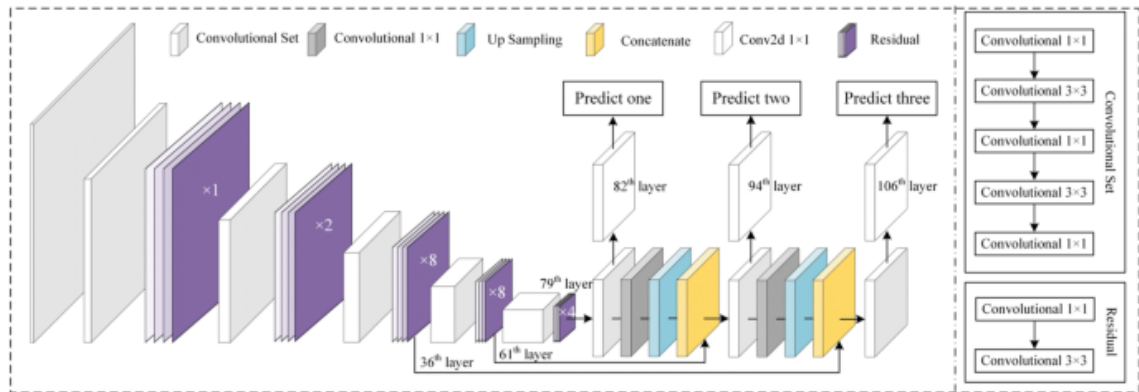 Convolutional Set
Convolutional 1×1
Up Sampling
Concatenate
Conv2d 1×1
Residual
Predict one
Predict two
Predict three
82th layer
94th layer
106th layer
×1
×2
×8
×8
×4
79th layer
36th layer
61th layer
Convolutional 1×1
Convolutional 3×3
Convolutional 1×1
Convolutional 3×3
Convolutional 1×1
Convolutional Set
Convolutional 1×1
Convolutional 3×3
Residual